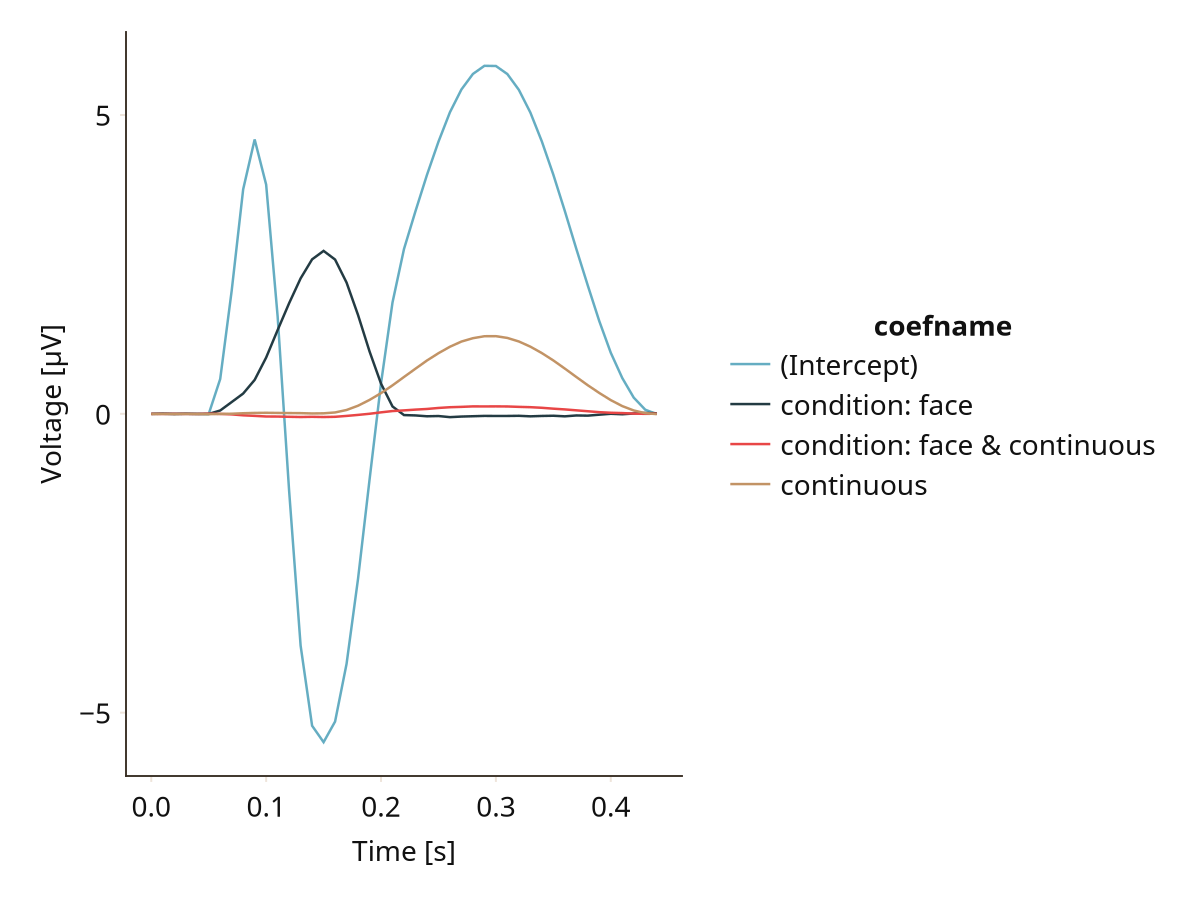 5
0
−5
Voltage [µV]
0.0 0.1 0.2 0.3 0.4
Time [s]
coefname
(Intercept)
condition: face
condition: face & continuous
continuous